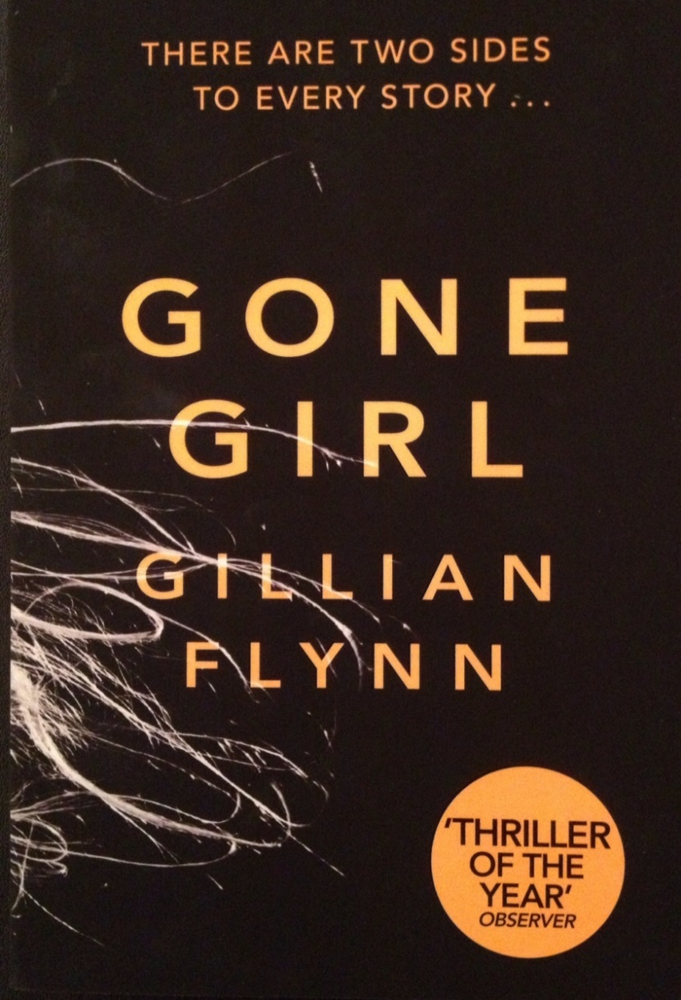 THERE ARE TWO SIDES
TO EVERY STORY ...
GONE
GIRL
GILLIAN
FLYNN
'THRILLER
OF THE
YEAR'
OBSERVER